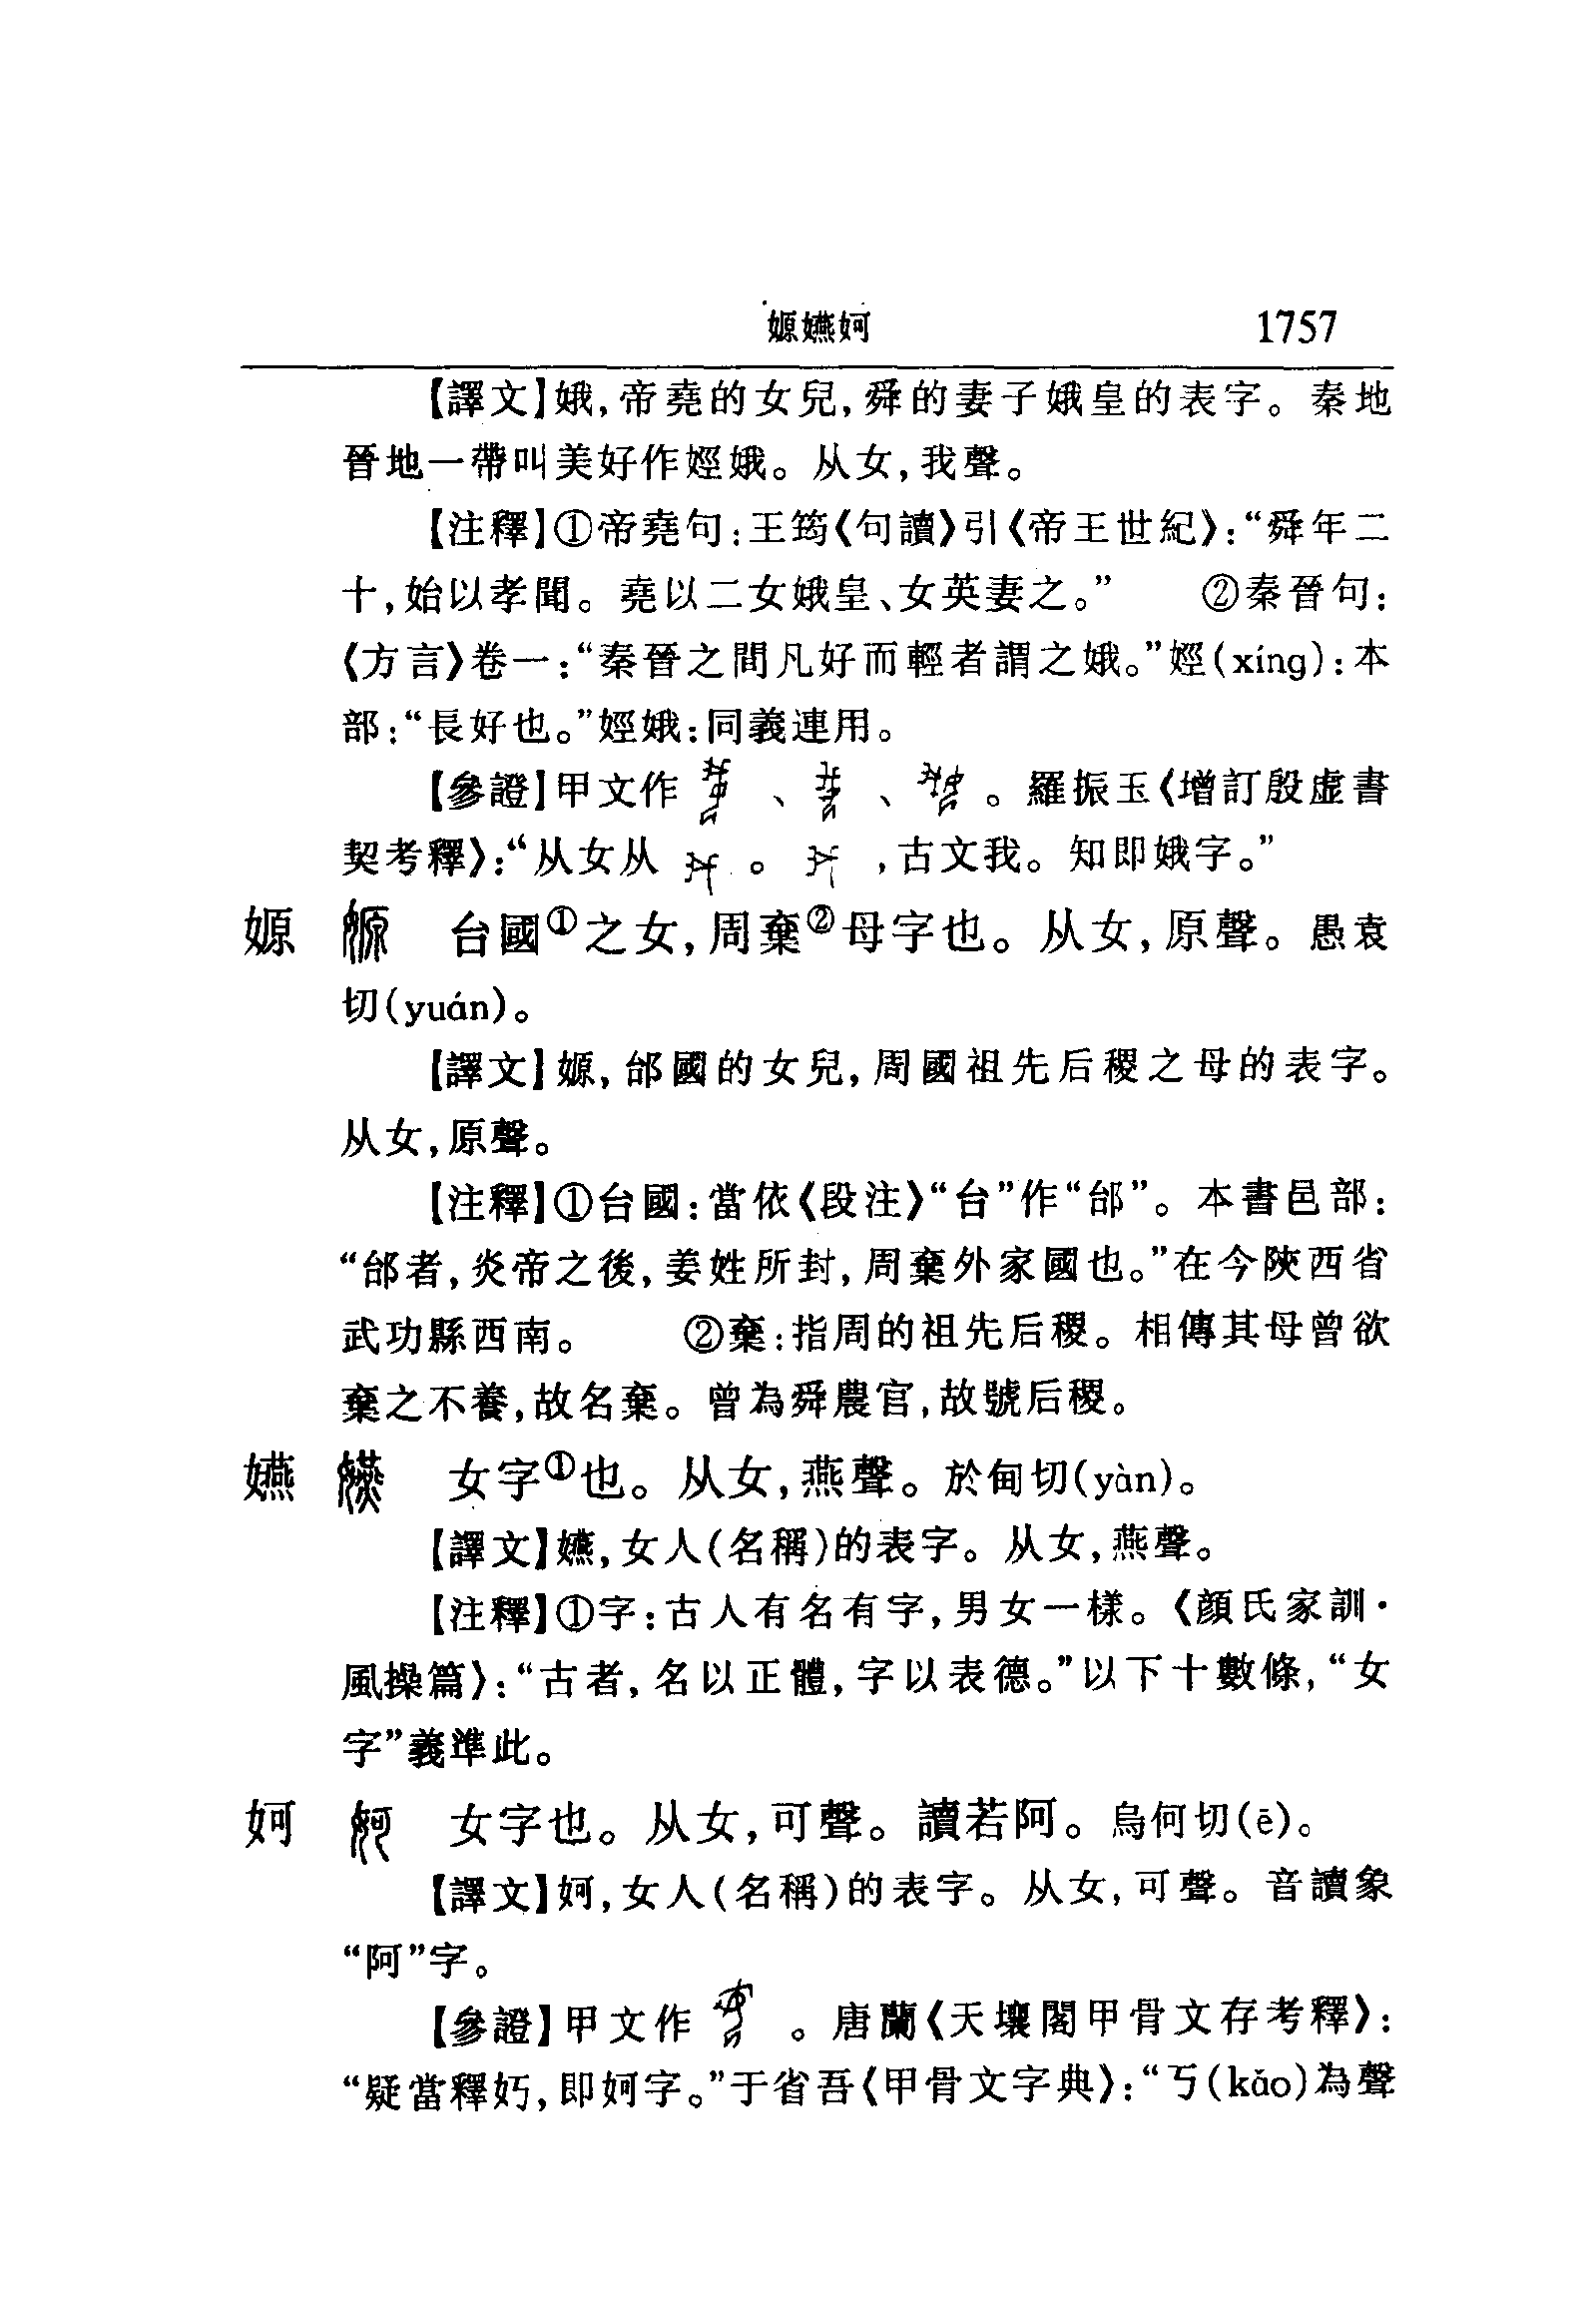 嫄嬿妸 1757
【譯文】娥,帝堯的女兒,舜的妻子娥皇的表字。秦地
晉地一帶叫美好作娙娥。从女,我聲。
【注釋】①帝堯句:王筠《句讀》引《帝王世紀》:“舜年二
十,始以孝聞。堯以二女娥皇、女英妻之。” ②秦晉句:
《方言》卷一:“秦晉之間凡好而輕者謂之娥。”娙(xíng):本
部:“長好也。”娙娥:同義連用。
【參證】甲文作 、 、 。羅振玉《增訂殷虛書
契考釋》:“从女从 。 ,古文我。知即娥字。”
嫄 台國①之女,周棄②母字也。从女,原聲。愚袁
切(yuán)。
【譯文】嫄,邰國的女兒,周國祖先后稷之母的表字。
从女,原聲。
【注釋】①台國:當依《段注》“台”作“邰”。本書邑部:
“邰者,炎帝之後,姜姓所封,周棄外家國也。”在今陝西省
武功縣西南。 ②棄:指周的祖先后稷。相傳其母曾欲
棄之不養,故名棄。曾為舜農官,故號后稷。
嬿 女字①也。从女,燕聲。於甸切(yàn)。
【譯文】嬿,女人(名稱)的表字。从女,燕聲。
【注釋】①字:古人有名有字,男女一樣。《顏氏家訓·
風操篇》:“古者,名以正體,字以表德。”以下十數條,“女
字”義準此。
妸 女字也。从女,可聲。讀若阿。烏何切(ē)。
【譯文】妸,女人(名稱)的表字。从女,可聲。音讀象
“阿”字。
【參證】甲文作 。唐蘭《天壤閣甲骨文存考釋》:
“疑當釋妧,即妸字。”于省吾《甲骨文字典》:“丂(kǎo)為聲